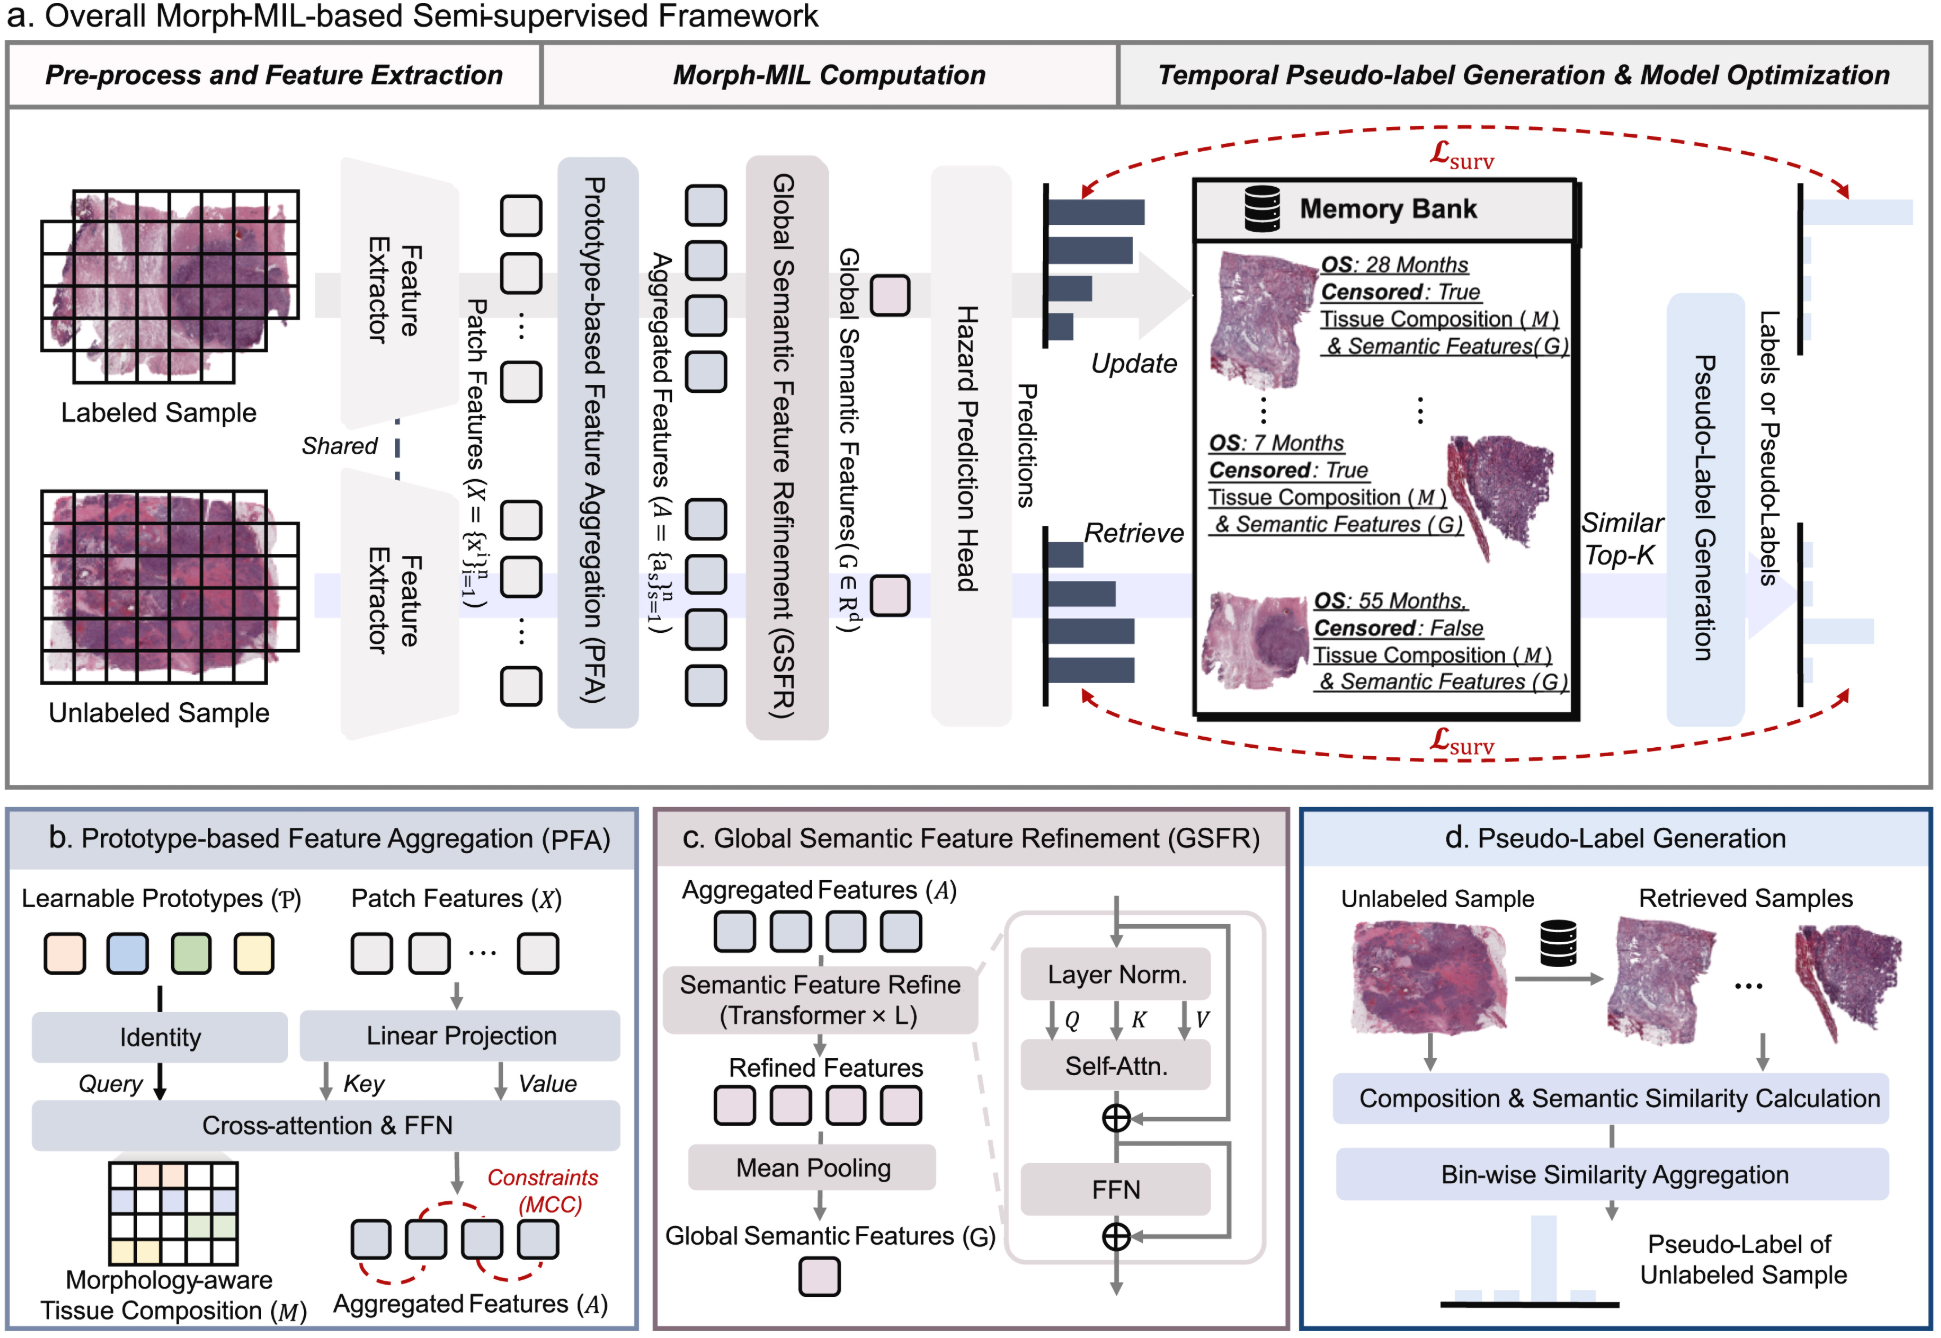 a. Overall Morph-MIL-based Semi-supervised Framework
Pre-process and Feature Extraction
Morph-MIL Computation
Temporal Pseudo-label Generation & Model Optimization
Labeled Sample
Shared
Unlabeled Sample
Feature
Extractor
Feature
Extractor
Patch Features (X = {x^i}_{i=1}^n)
Prototype-based Feature Aggregation (PFA)
Aggregated Features (A = {a_s}_{s=1}^n)
Global Semantic Feature Refinement (GSFR)
Global Semantic Features(G ∈ R^d)
Hazard Prediction Head
Predictions
ℒ_surv
Update
Retrieve
Memory Bank
OS: 28 Months
Censored: True
Tissue Composition (M)
& Semantic Features(G)
⋮ ⋮
OS: 7 Months
Censored: True
Tissue Composition (M)
& Semantic Features (G)
OS: 55 Months,
Censored: False
Tissue Composition (M)
& Semantic Features (G)
ℒ_surv
Similar
Top-K
Pseudo-Label Generation
Labels or Pseudo-Labels
b. Prototype-based Feature Aggregation (PFA)
Learnable Prototypes (P)
Patch Features (X)
...
Identity
Linear Projection
Query
Key
Value
Cross-attention & FFN
Constraints
(MCC)
Morphology-aware
Tissue Composition (M)
Aggregated Features (A)
c. Global Semantic Feature Refinement (GSFR)
Aggregated Features (A)
Semantic Feature Refine
(Transformer × L)
Refined Features
Mean Pooling
Global Semantic Features (G)
Layer Norm.
Q K V
Self-Attn.
FFN
d. Pseudo-Label Generation
Unlabeled Sample
Retrieved Samples
...
Composition & Semantic Similarity Calculation
Bin-wise Similarity Aggregation
Pseudo-Label of
Unlabeled Sample